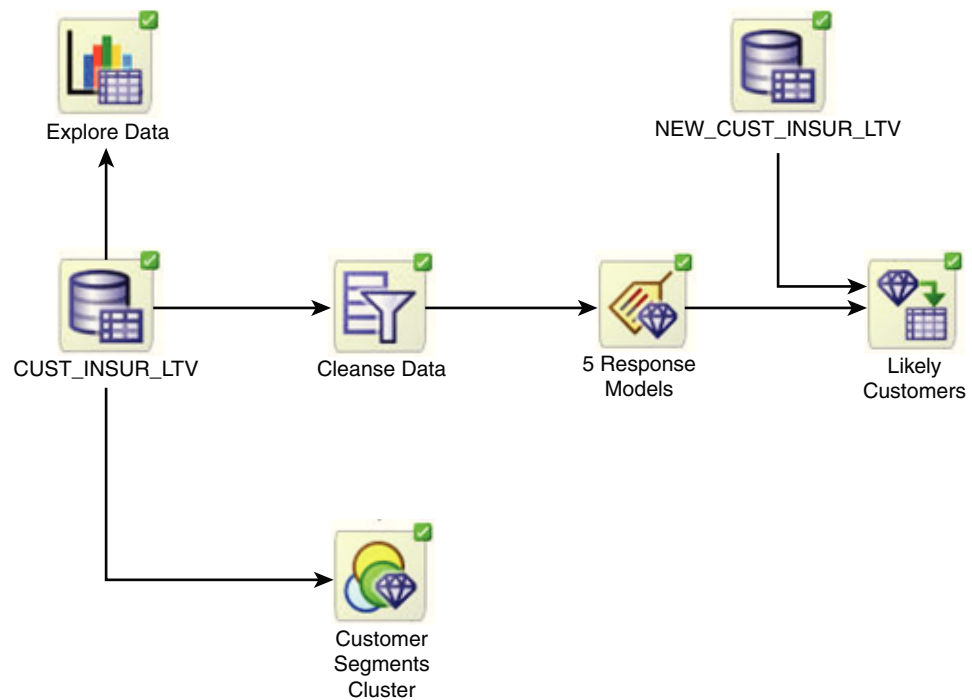 Explore Data
NEW_CUST_INSUR_LTV
CUST_INSUR_LTV
Cleanse Data
5 Response
Models
Likely
Customers
Customer
Segments
Cluster